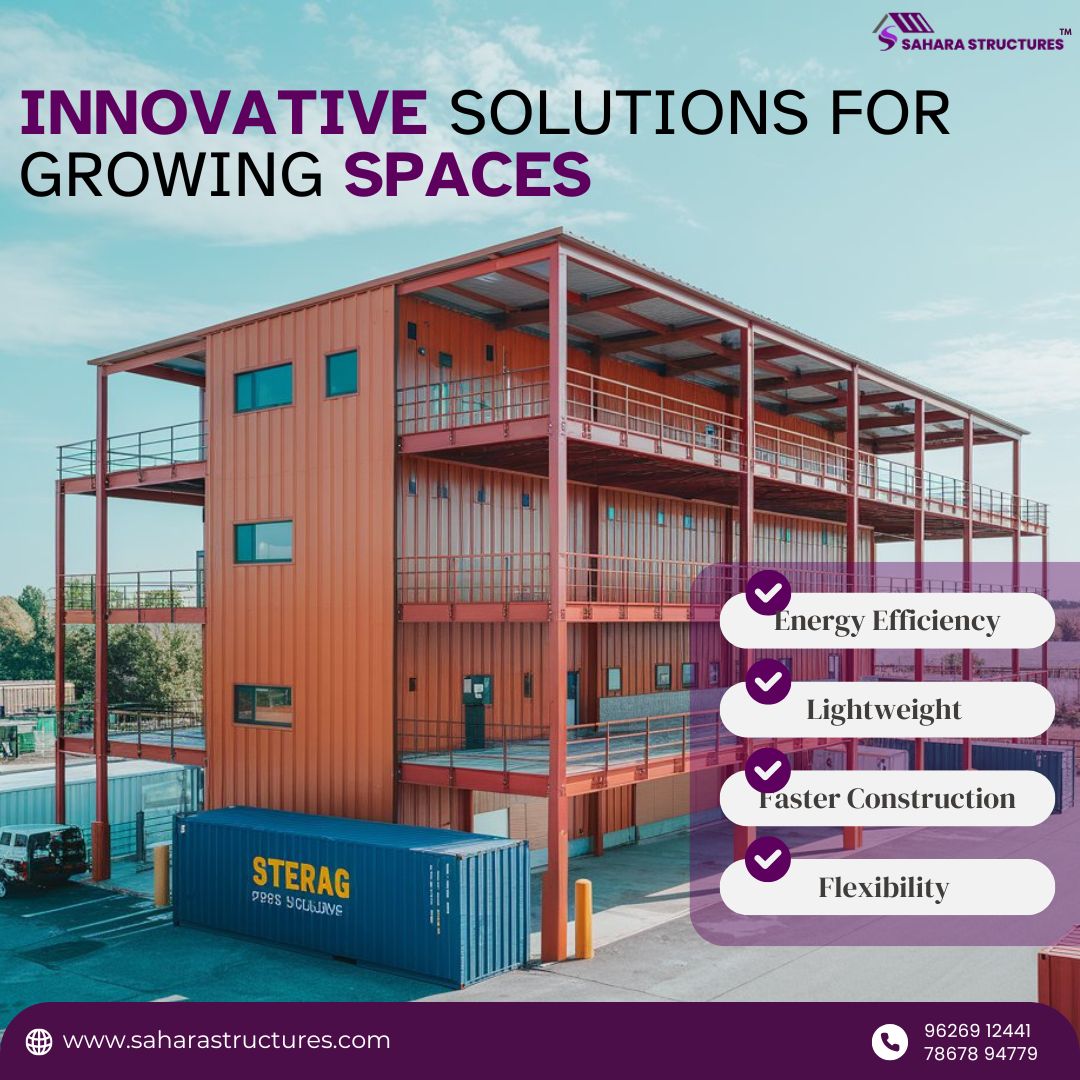 SAHARA STRUCTURES™
INNOVATIVE SOLUTIONS FOR
GROWING SPACES
Energy Efficiency
Lightweight
Faster Construction
Flexibility
STERAG
www.saharastructures.com
96269 12441
78678 94779